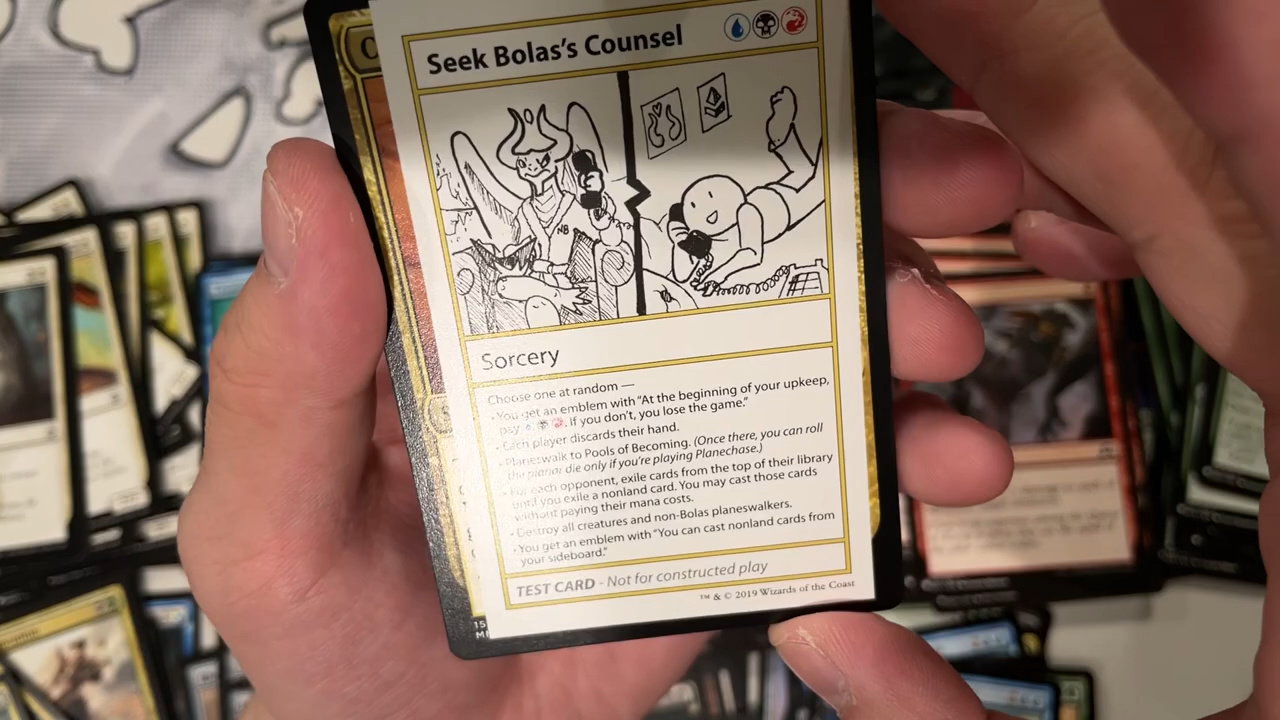 Seek Bolas's Counsel
NB
Sorcery
Choose one at random —
• You get an emblem with "At the beginning of your upkeep,
pay. If you don't, you lose the game."
• Each player discards their hand.
• Planeswalk to Pools of Becoming. (Once there, you can roll
the planar die only if you're playing Planechase.)
• For each opponent, exile cards from the top of their library
until you exile a nonland card. You may cast those cards
without paying their mana costs.
• Destroy all creatures and non-Bolas planeswalkers.
• You get an emblem with "You can cast nonland cards from
your sideboard."
TEST CARD - Not for constructed play
™ & © 2019 Wizards of the Coast